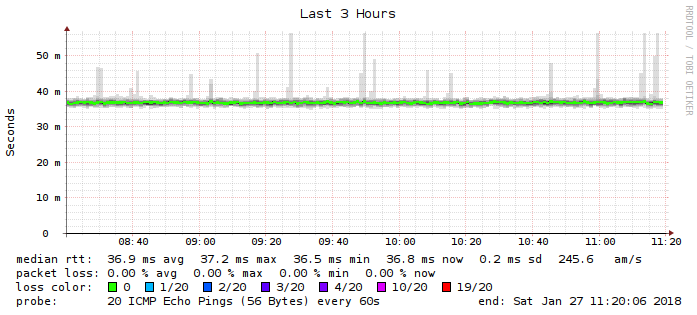 Last 3 Hours
RRDTOOL / TOBI OETIKER
Seconds
50 m
40 m
30 m
20 m
10 m
0
08:40 09:00 09:20 09:40 10:00 10:20 10:40 11:00 11:20
median rtt: 36.9 ms avg 37.2 ms max 36.5 ms min 36.8 ms now 0.2 ms sd 245.6 am/s
packet loss: 0.00 % avg 0.00 % max 0.00 % min 0.00 % now
loss color: 0 1/20 2/20 3/20 4/20 10/20 19/20
probe: 20 ICMP Echo Pings (56 Bytes) every 60s end: Sat Jan 27 11:20:06 2018